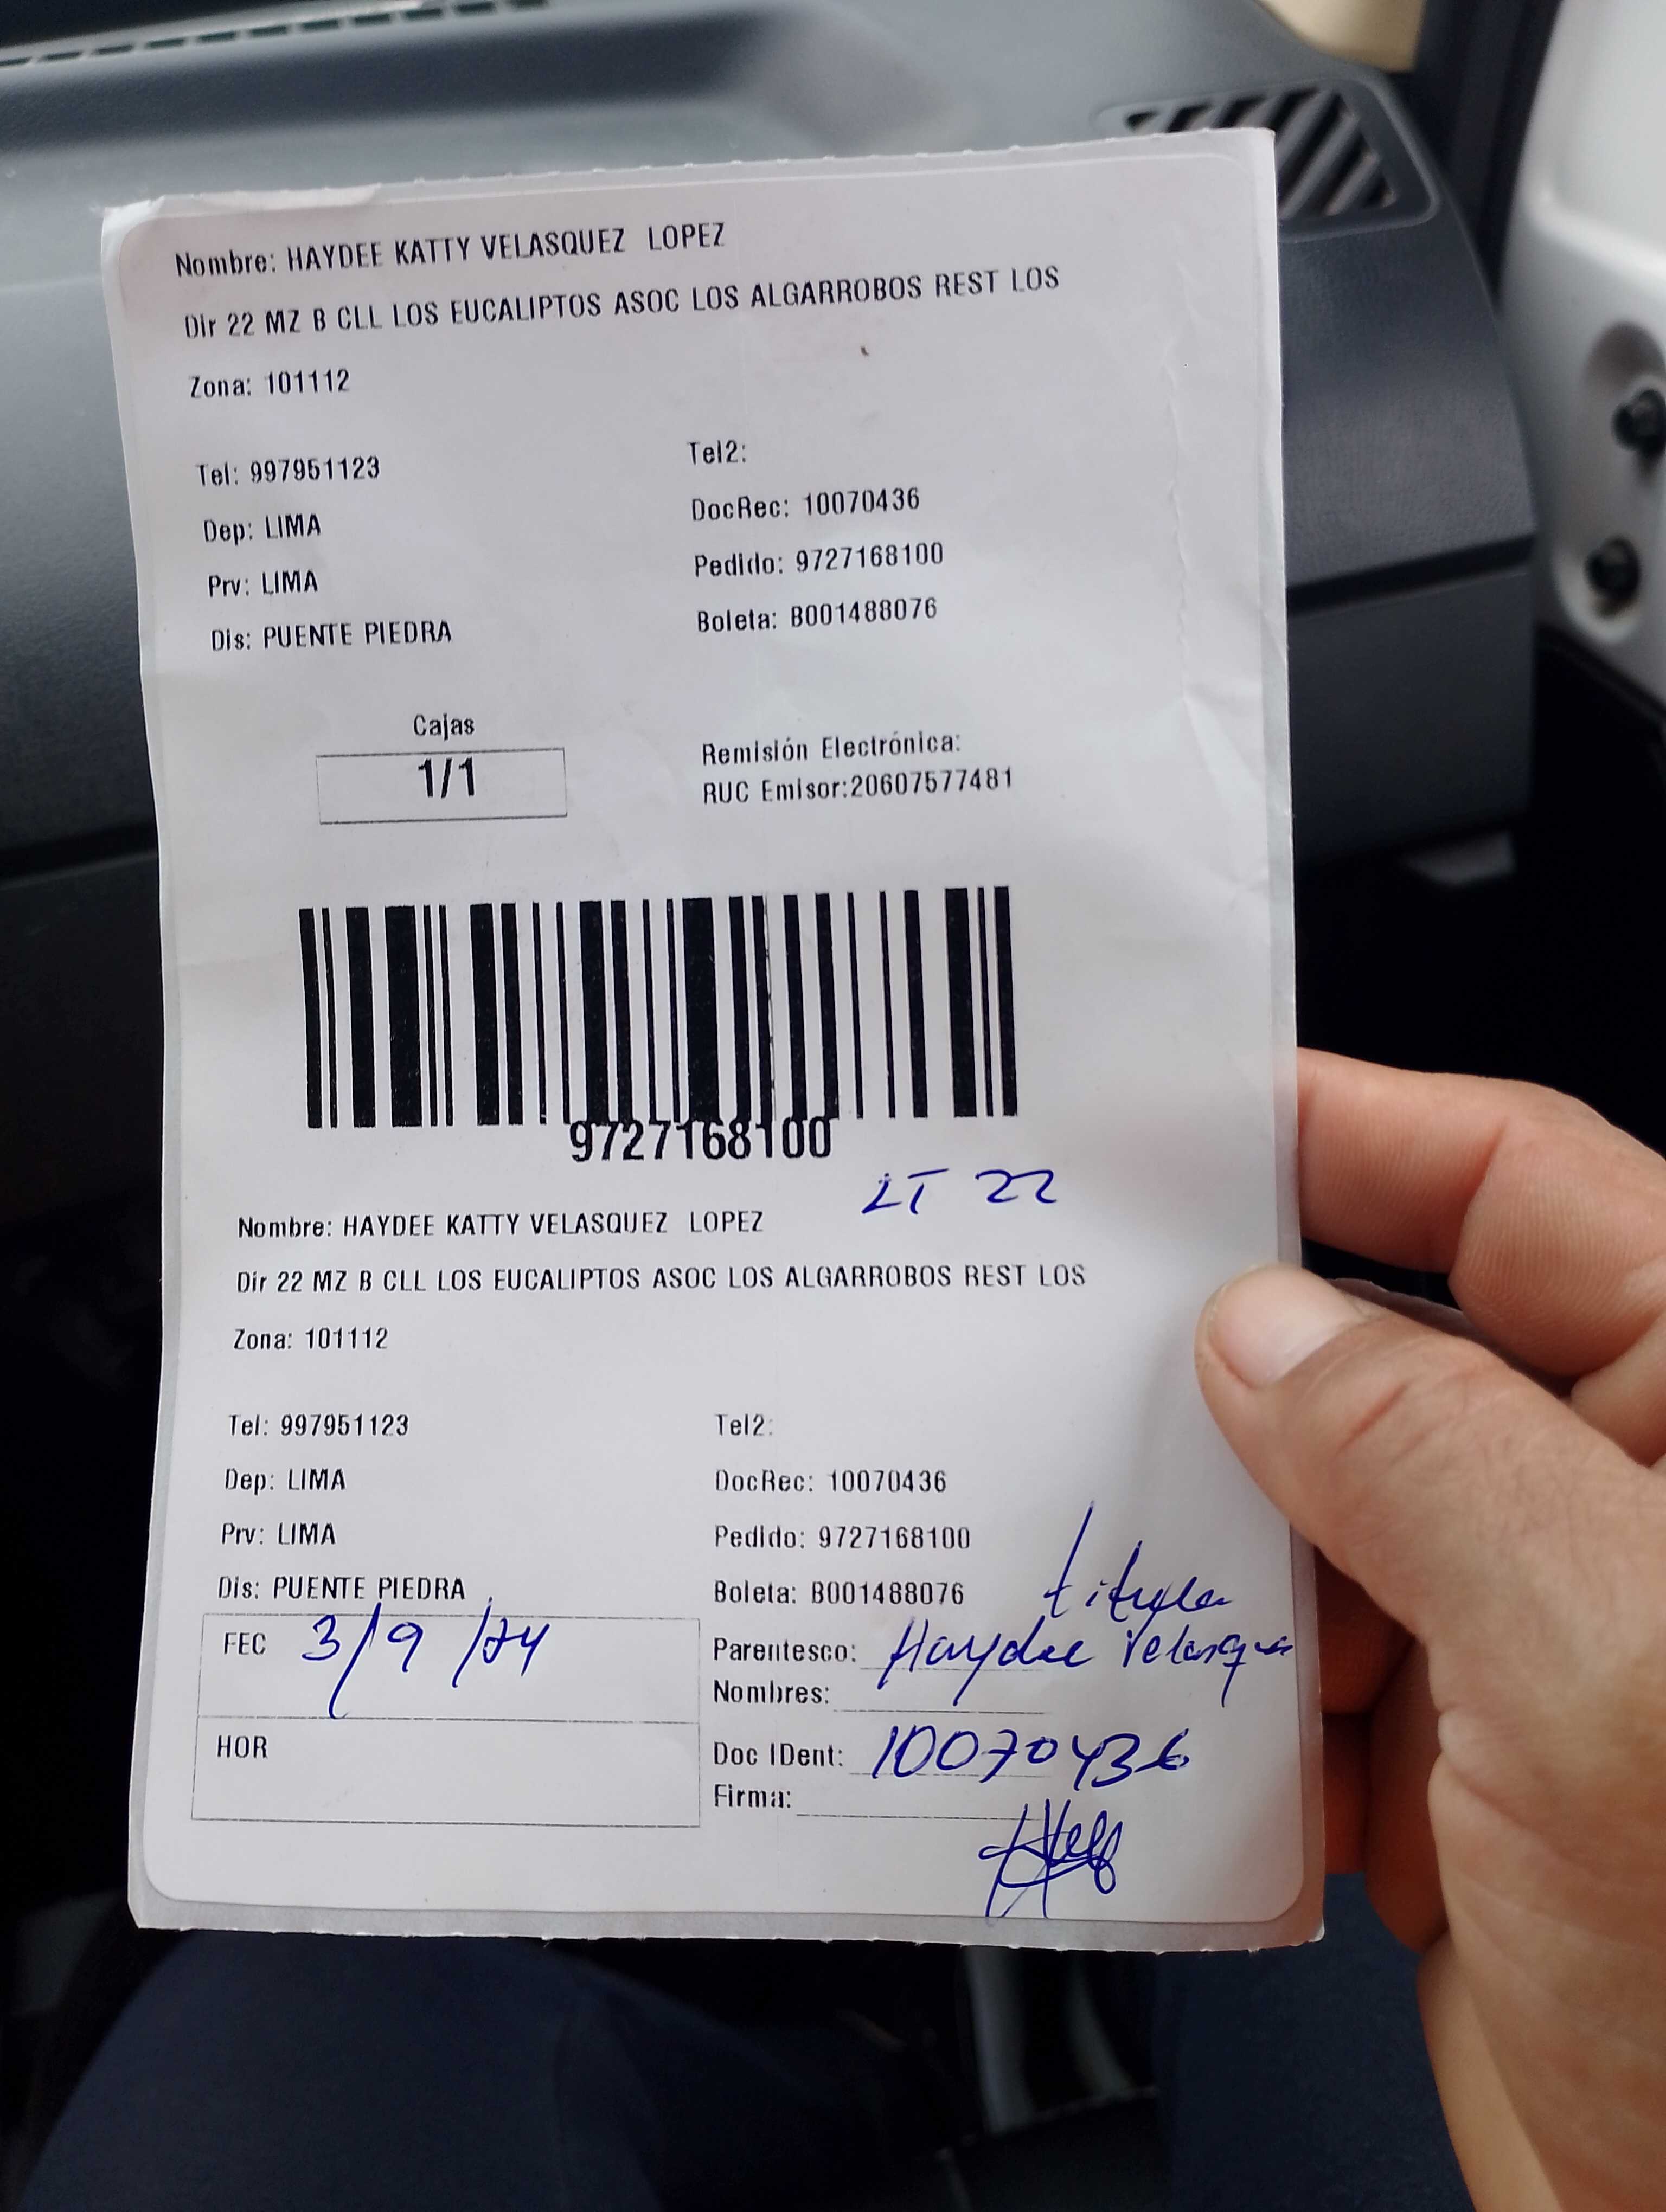 Nombre: HAYDEE KATTY VELASQUEZ LOPEZ
Dir 22 MZ B CLL LOS EUCALIPTOS ASOC LOS ALGARROBOS REST LOS
Zona: 101112
Tel: 997951123
Tel2:
Dep: LIMA
DocRec: 10070436
Prv: LIMA
Pedido: 9727168100
Dis: PUENTE PIEDRA
Boleta: B001488076
Cajas
1/1
Remisión Electrónica:
RUC Emisor:20607577481
9727168100
LT 22
Nombre: HAYDEE KATTY VELASQUEZ LOPEZ
Dir 22 MZ B CLL LOS EUCALIPTOS ASOC LOS ALGARROBOS REST LOS
Zona: 101112
Tel: 997951123
Tel2:
Dep: LIMA
DocRec: 10070436
Prv: LIMA
Pedido: 9727168100
Dis: PUENTE PIEDRA
Boleta: B001488076
titular
FEC 3/9/24
Parentesco: Haydee Velasquez
Nombres:
HOR
Doc IDent: 10070436
Firma: